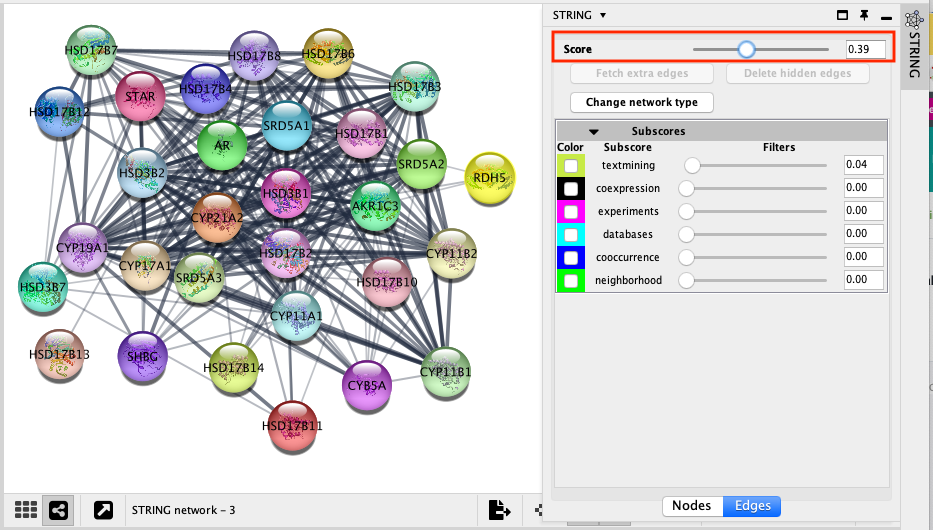 STRING ▼
Score
0.39
Fetch extra edges
Delete hidden edges
Change network type
Subscores
Color
Subscore
Filters
textmining
0.04
coexpression
0.00
experiments
0.00
databases
0.00
cooccurrence
0.00
neighborhood
0.00
Nodes
Edges
STRING
HSD17B7
HSD17B8
HSD17B6
STAR
HSD17B4
HSD17B3
HSD17B12
SRD5A1
HSD17B1
AR
SRD5A2
HSD3B2
RDH5
HSD3B1
AKR1C3
CYP21A2
CYP19A1
HSD17B2
CYP11B2
CYP17A1
SRD5A3
HSD3B7
HSD17B10
CYP11A1
HSD17B13
SHBG
HSD17B14
CYB5A
CYP11B1
HSD17B11
STRING network - 3